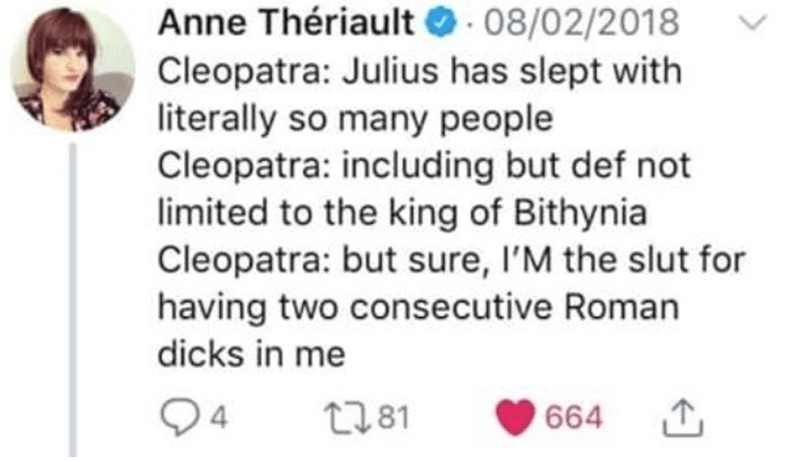 Anne Thériault · 08/02/2018
Cleopatra: Julius has slept with
literally so many people
Cleopatra: including but def not
limited to the king of Bithynia
Cleopatra: but sure, I'M the slut for
having two consecutive Roman
dicks in me
4 81 664